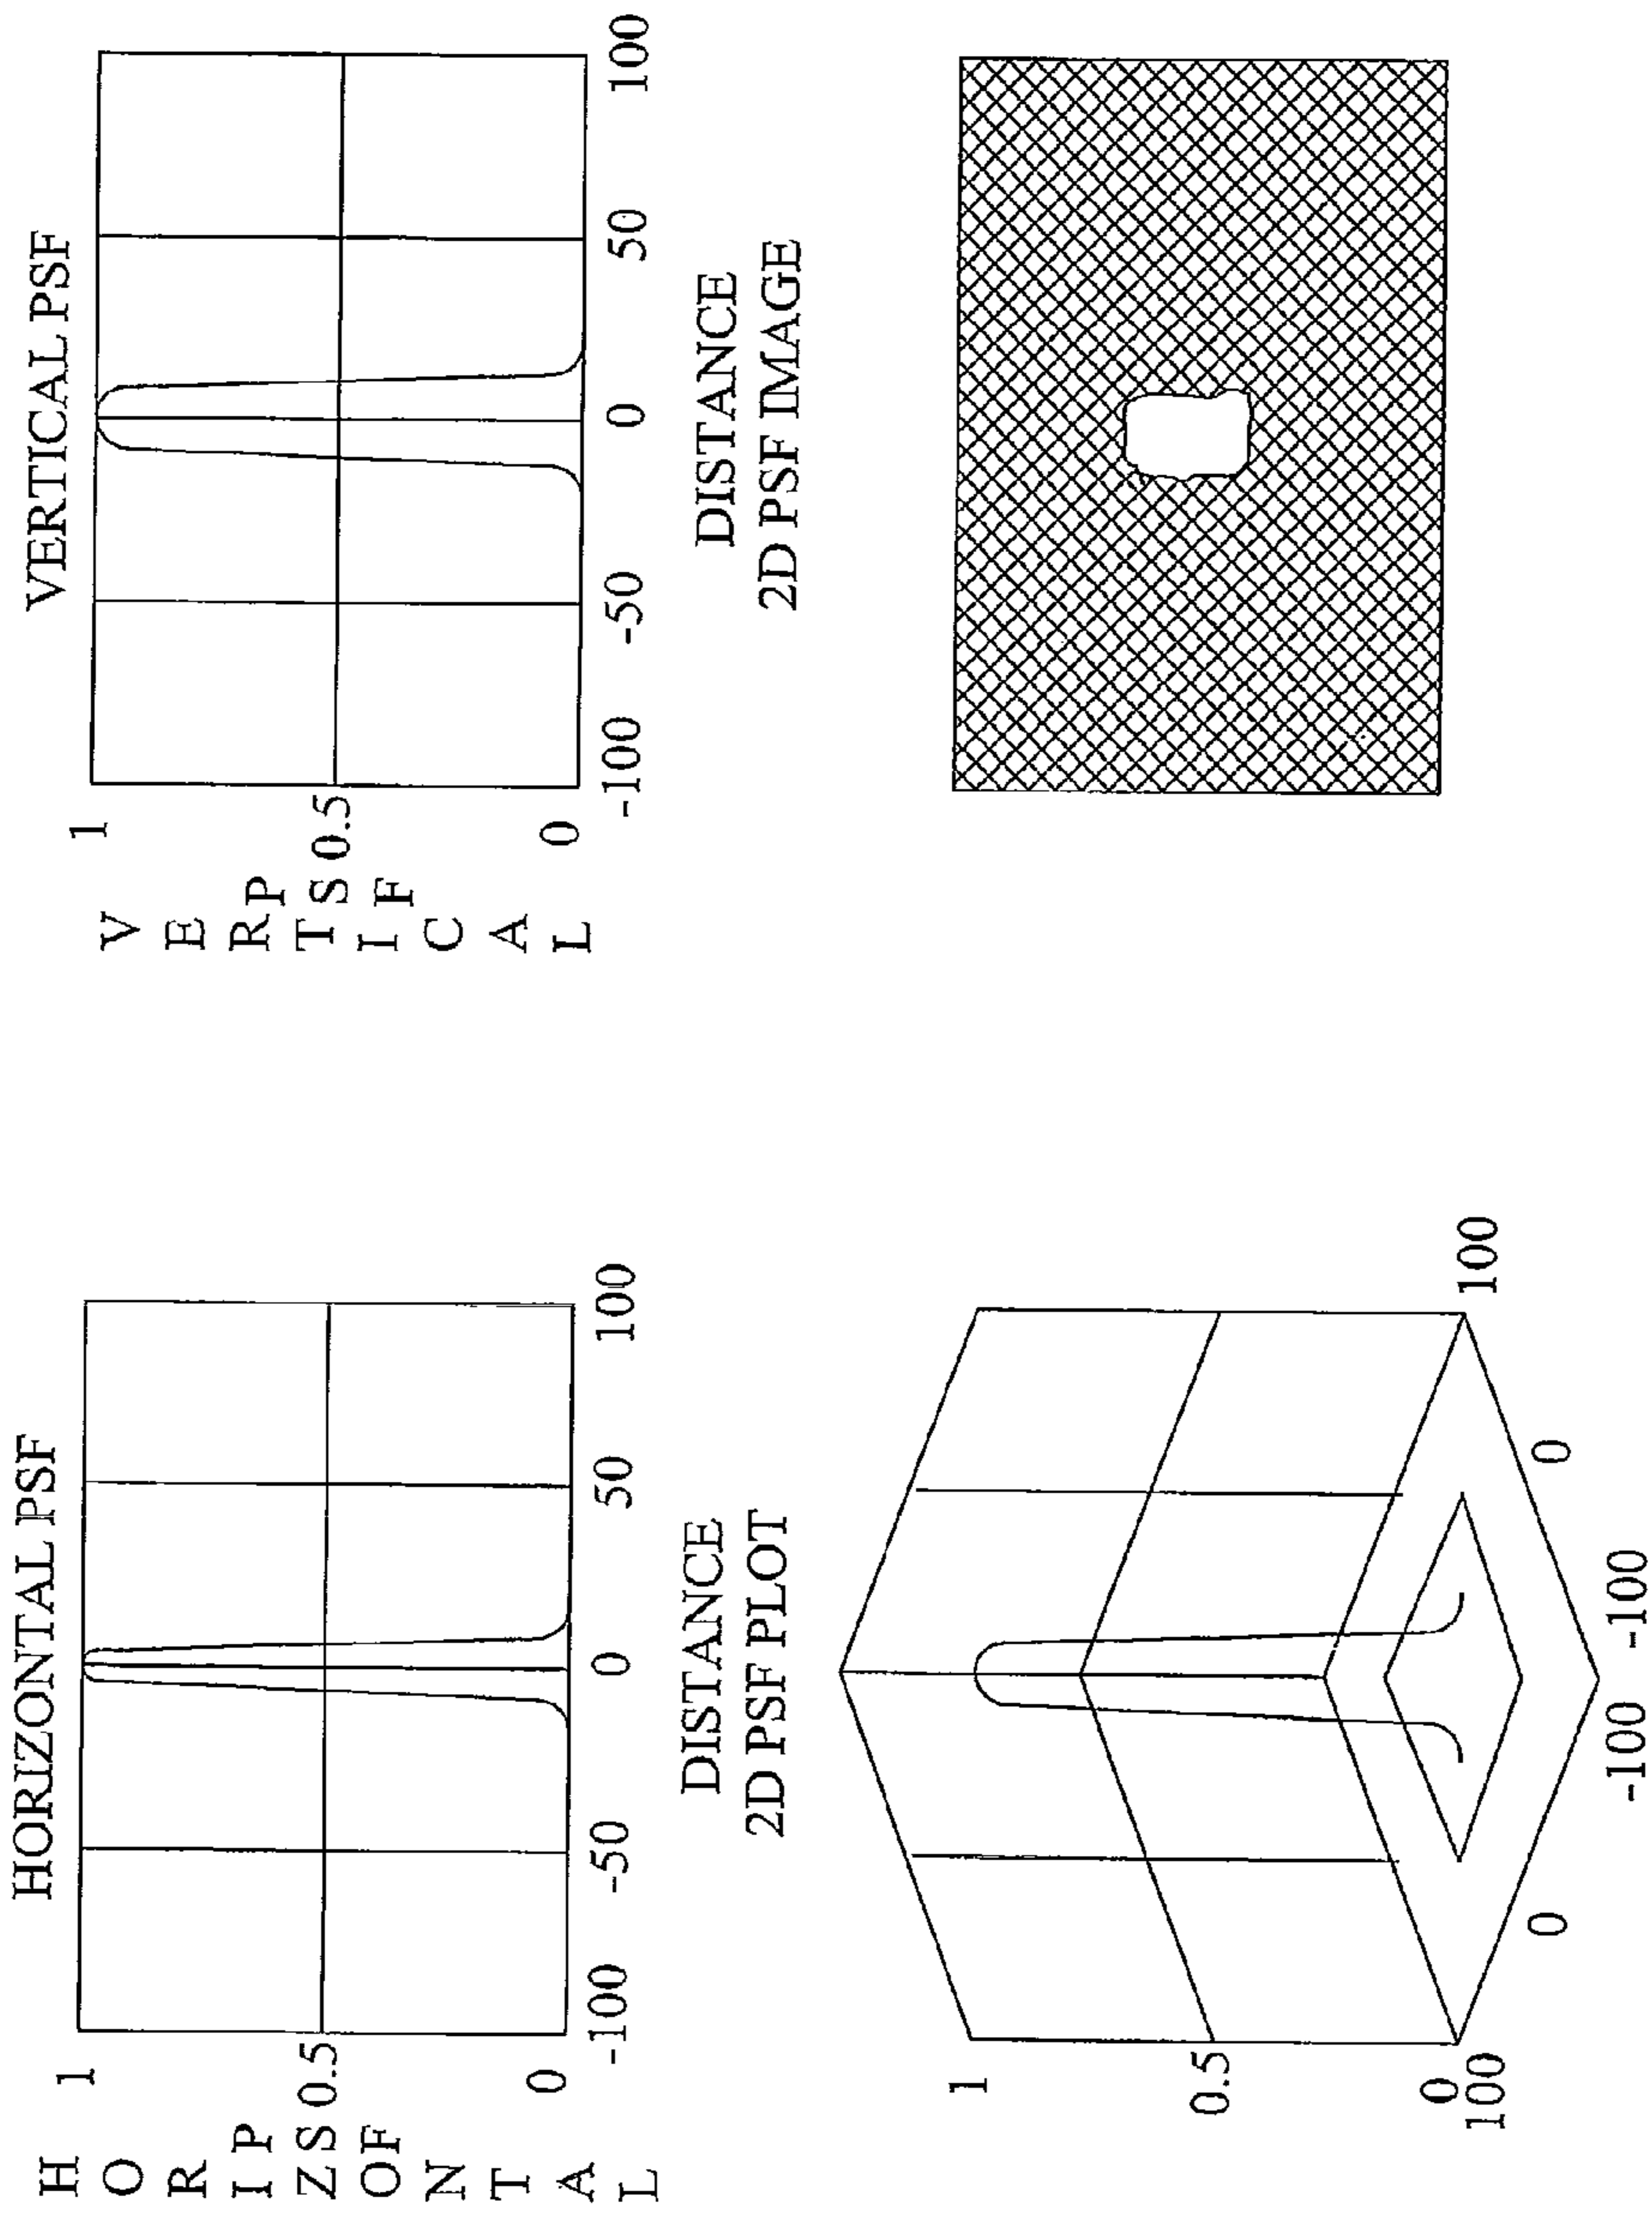 HORIZONTAL PSF
HORIZONTAL
PSF
1
0.5
0
-100 -50 0 50 100
DISTANCE
VERTICAL PSF
VERTICAL
PSF
1
0.5
0
-100 -50 0 50 100
DISTANCE
2D PSF PLOT
1
0.5
0
100 0 -100 -100 0 100
2D PSF IMAGE